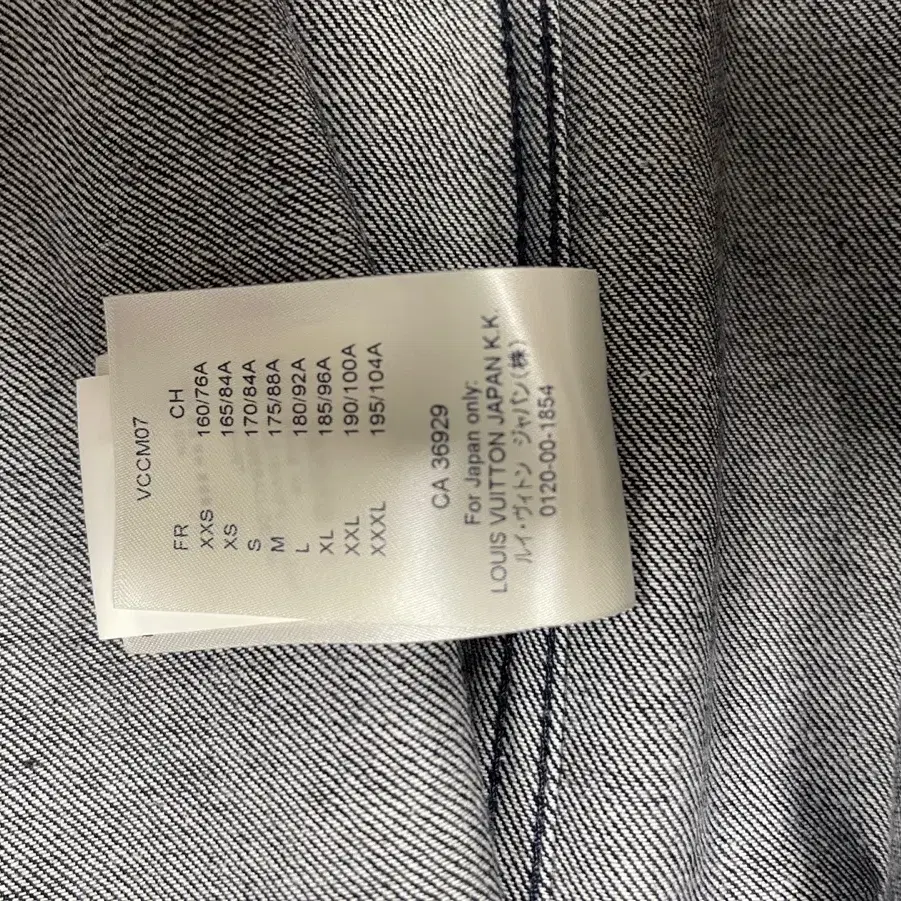 VCCM07
FR CH
XXS 160/76A
XS 165/84A
S 170/84A
M 175/88A
L 180/92A
XL 185/96A
XXL 190/100A
XXXL 195/104A
CA 36929
For Japan only:
LOUIS VUITTON JAPAN K.K.
ルイ・ヴィトン ジャパン(株)
0120-00-1854